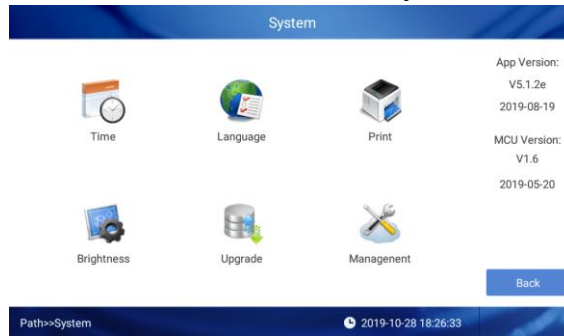 System
Time
Language
Print
Brightness
Upgrade
Managenent
App Version:
V5.1.2e
2019-08-19
MCU Version:
V1.6
2019-05-20
Back
Path>>System
2019-10-28 18:26:33